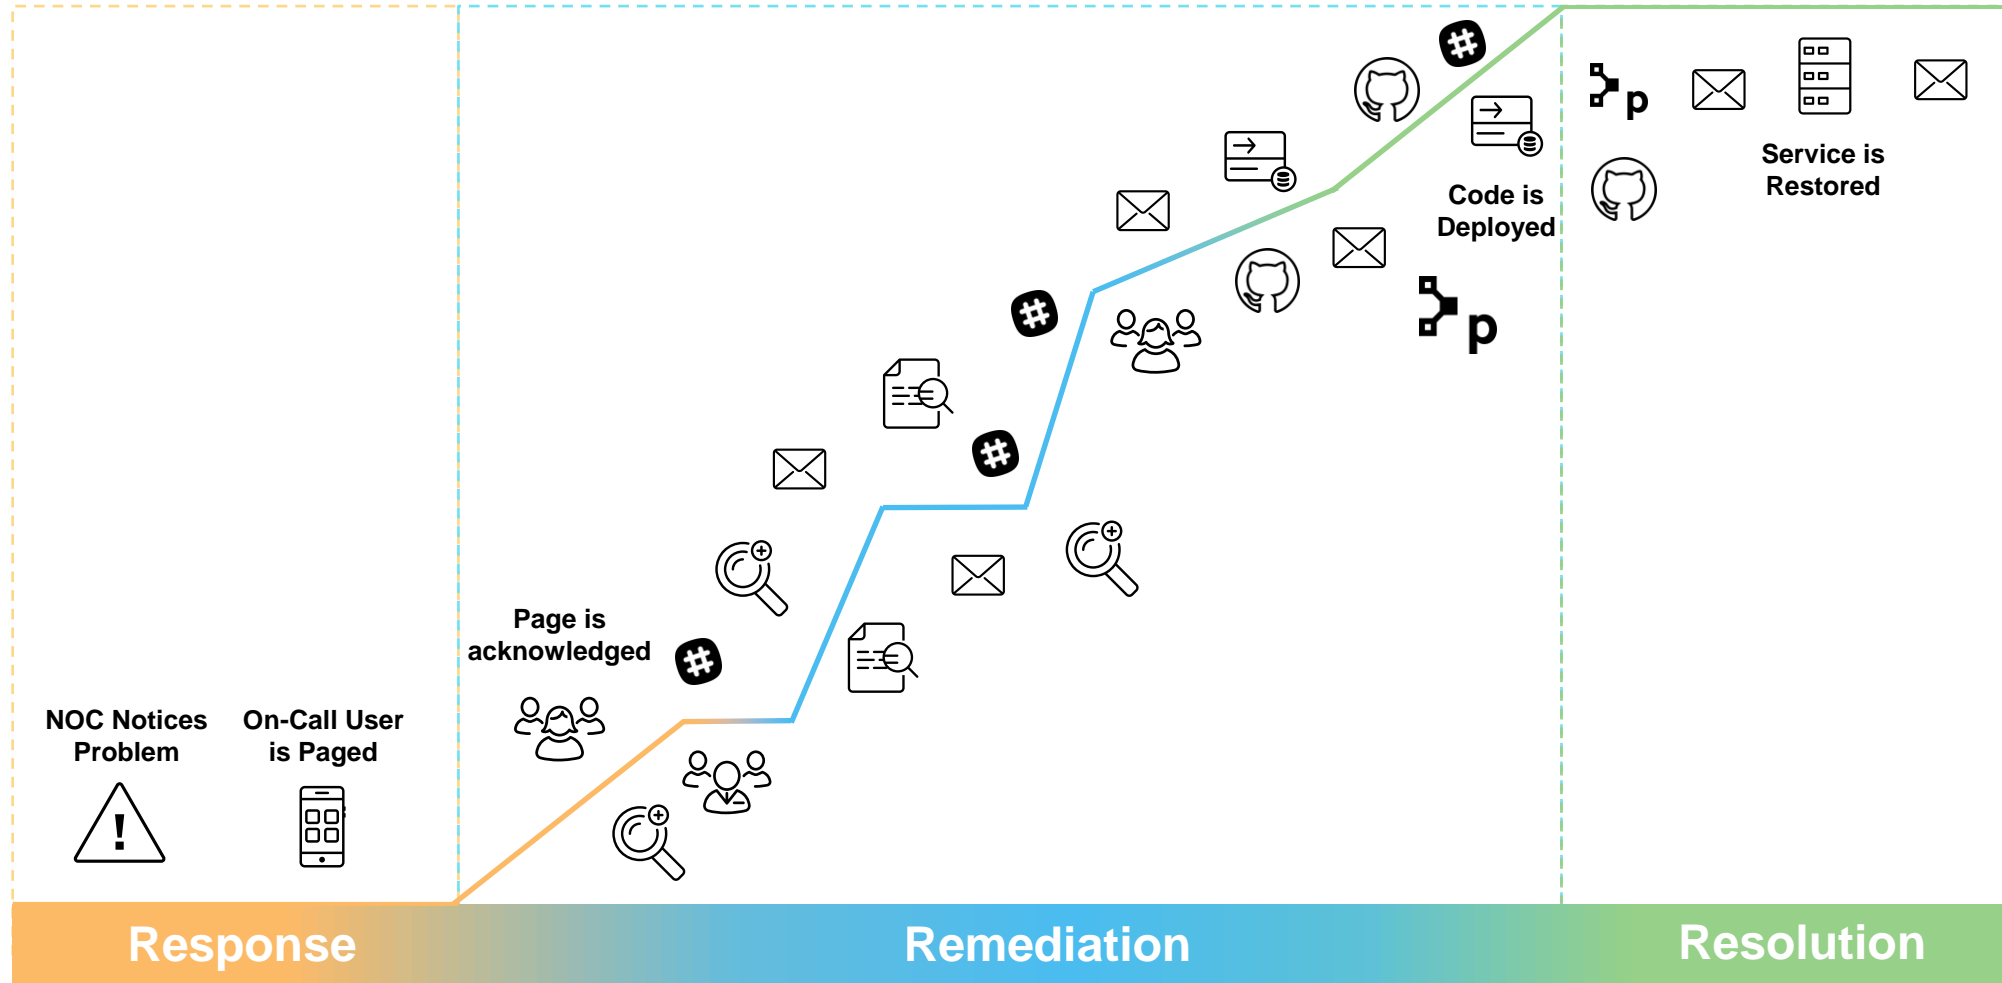 NOC Notices
Problem
On-Call User
is Paged
!
Page is
acknowledged
#
#
#
#
p
Code is
Deployed
p
Service is
Restored
Response
Remediation
Resolution